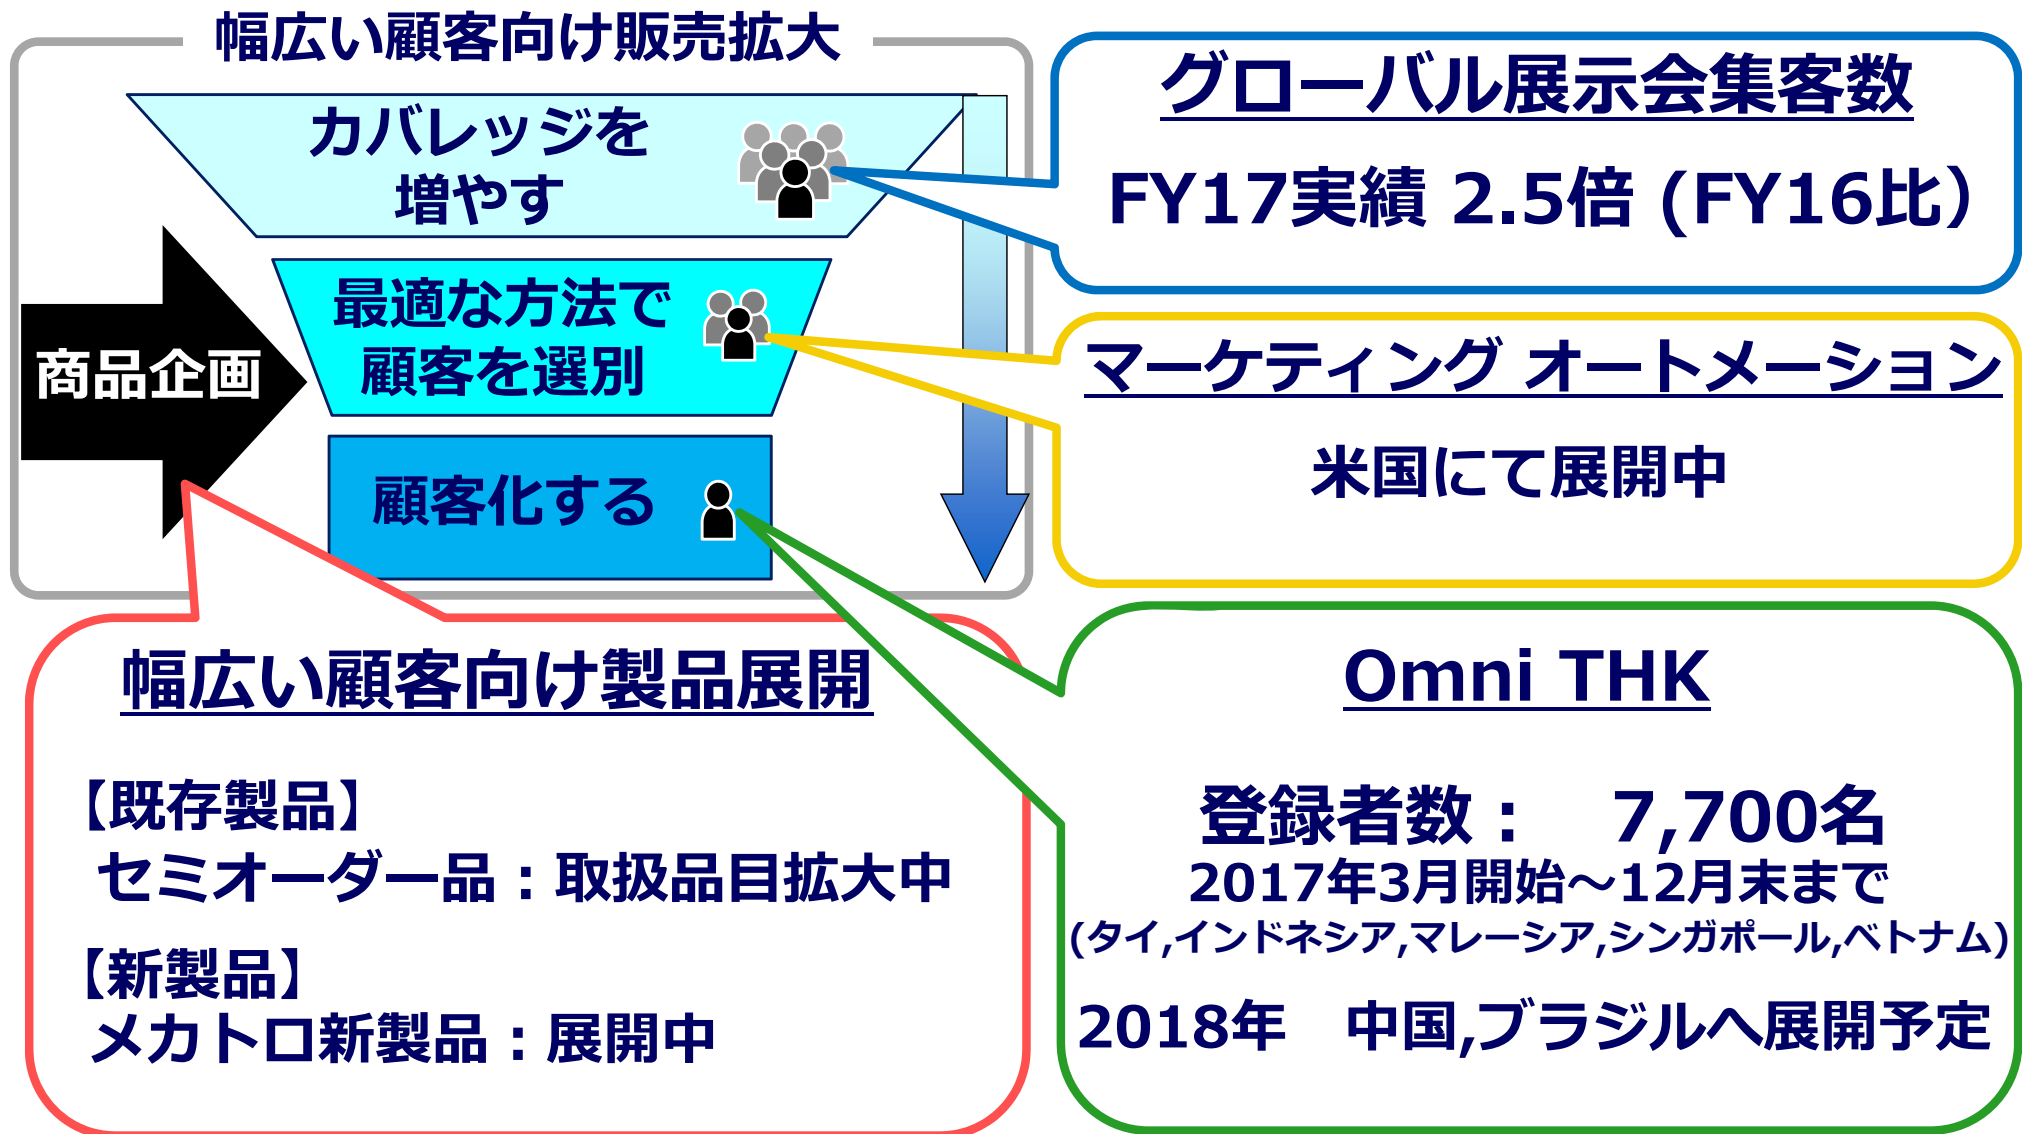 幅広い顧客向け販売拡大
カバレッジを
増やす
最適な方法で
顧客を選別
顧客化する
商品企画
グローバル展示会集客数
FY17実績 2.5倍 (FY16比）
マーケティング オートメーション
米国にて展開中
幅広い顧客向け製品展開
【既存製品】
セミオーダー品：取扱品目拡大中
【新製品】
メカトロ新製品：展開中
Omni THK
登録者数： 7,700名
2017年3月開始～12月末まで
(タイ,インドネシア,マレーシア,シンガポール,ベトナム)
2018年　中国,ブラジルへ展開予定